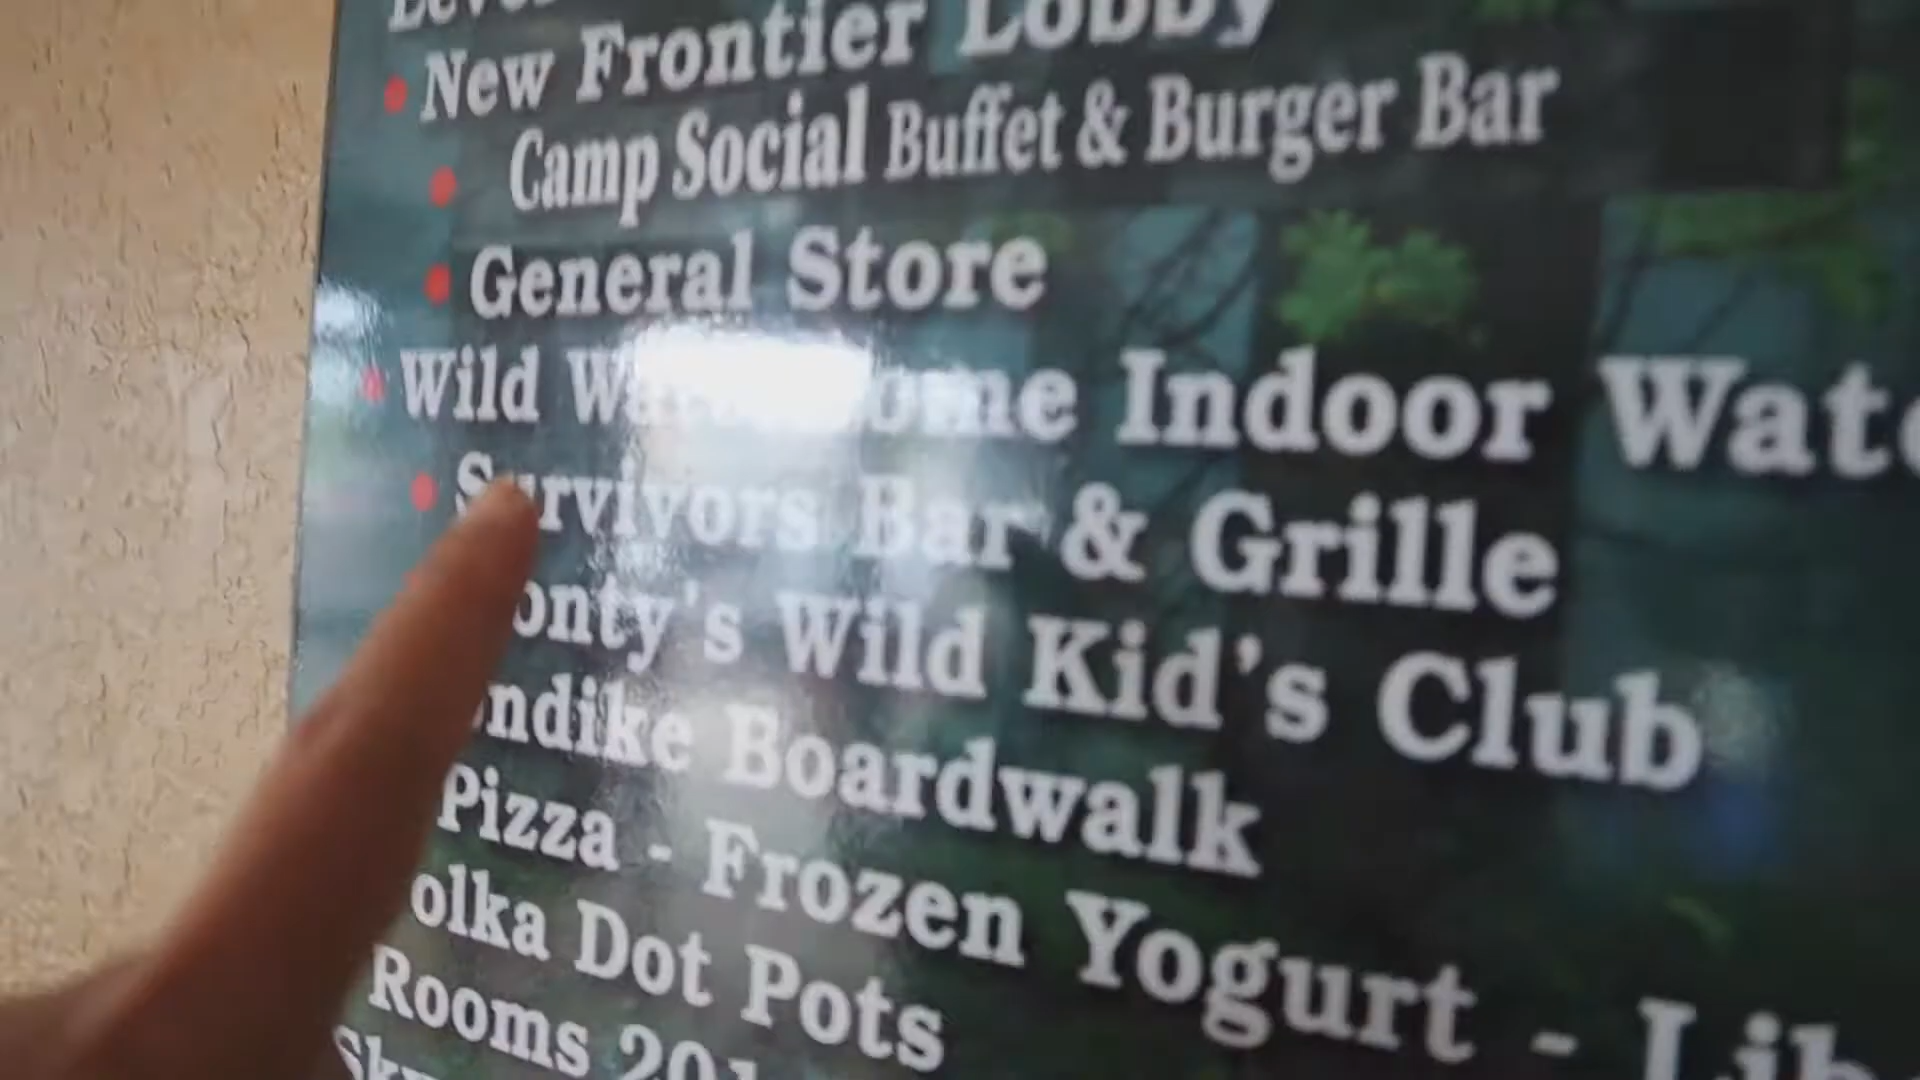 New Frontier Lobby
Camp Social Buffet & Burger Bar
General Store
Wild Indoor
Survivors Bar & Grille
Wild Kid's Club
Boardwalk
Pizza - Frozen Yogurt -
Dot Pots
Rooms